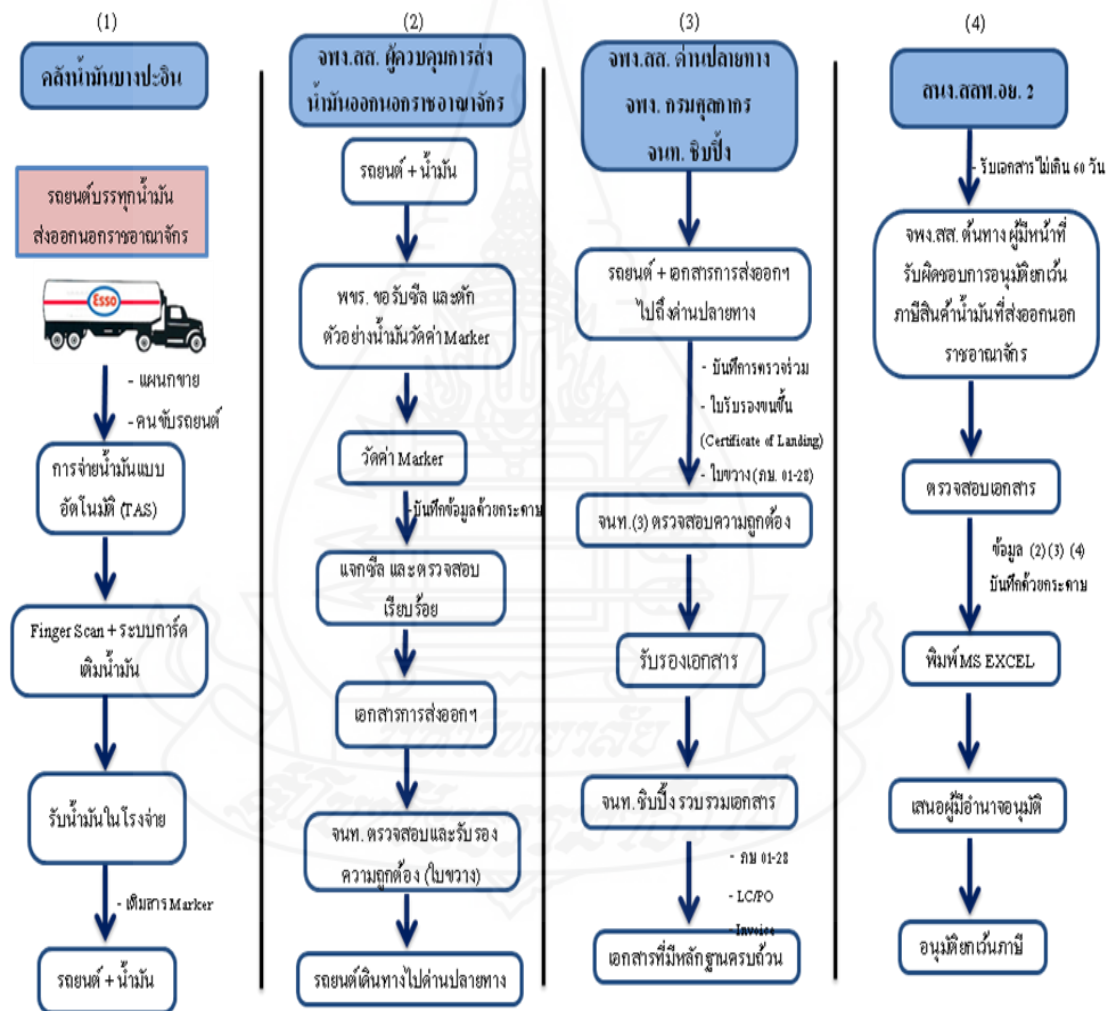 (1)
คลังน้ำมันบางปะอิน
รถยนต์บรรทุกน้ำมัน
ส่งออกนอกราชอาณาจักร
Esso
- แผนกขาย
- คนขับรถยนต์
การจ่ายน้ำมันแบบ
อัตโนมัติ (TAS)
Finger Scan + ระบบการ์ด
เติมน้ำมัน
รับน้ำมันในโรงจ่าย
- เติมสาร Marker
รถยนต์ + น้ำมัน
(2)
จพง.สส. ผู้ควบคุมการส่ง
น้ำมันออกนอกราชอาณาจักร
รถยนต์ + น้ำมัน
พขร. ขอรับซีล และตัก
ตัวอย่างน้ำมันวัดค่า Marker
วัดค่า Marker
-บันทึกข้อมูลด้วยกระดาษ
แจกซีล และตรวจสอบ
เรียบร้อย
เอกสารการส่งออกฯ
จนท. ตรวจสอบและรับรอง
ความถูกต้อง (ใบขวาง)
รถยนต์เดินทางไปด่านปลายทาง
(3)
จพง.สส. ด่านปลายทาง
จพง. กรมศุลกากร
จนท. ชิบปิ้ง
รถยนต์ + เอกสารการส่งออกฯ
ไปถึงด่านปลายทาง
- บันทึการตรวจร่วม
- ใบรับรองขนขึ้น
(Certificate of Landing)
- ใบขวาง (ภษ. 01-28)
จนท.(3) ตรวจสอบความถูกต้อง
รับรองเอกสาร
จนท. ชิบปิ้ง รวบรวมเอกสาร
- ภษ 01-28
- LC/PO
- Invoice
เอกสารที่มีหลักฐานครบถ้วน
(4)
สนง.สสพ.อย. 2
- รับเอกสารไม่เกิน 60 วัน
จพง.สส. ต้นทาง ผู้มีหน้าที่
รับผิดชอบการอนุมัติยกเว้น
ภาษีสินค้าน้ำมันที่ส่งออกนอก
ราชอาณาจักร
ตรวจสอบเอกสาร
ข้อมูล (2) (3) (4)
บันทึกด้วยกระดาษ
พิมพ์ MS EXCEL
เสนอผู้มีอำนาจอนุมัติ
อนุมัติยกเว้นภาษี